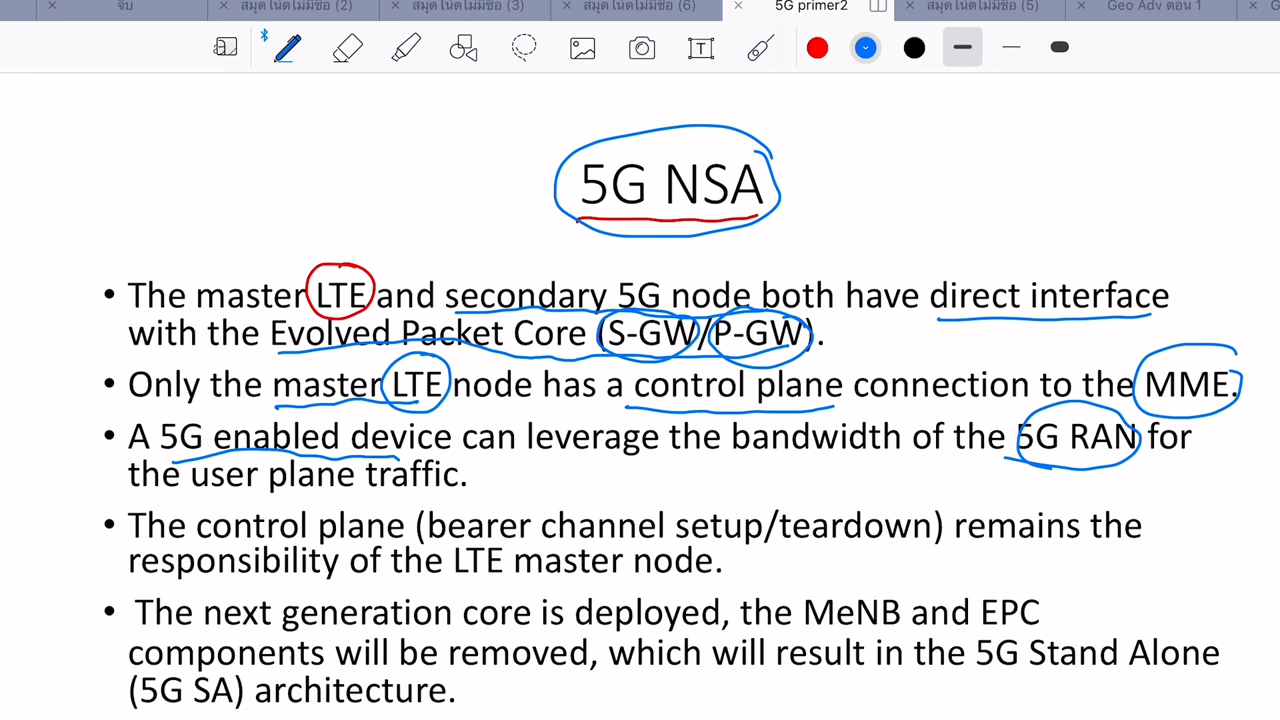 จีบ
สมุดโน้ตไม่มีชื่อ (2)
สมุดโน้ตไม่มีชื่อ (3)
สมุดโน้ตไม่มีชื่อ (6)
5G primer2
สมุดโน้ตไม่มีชื่อ (5)
Geo Adv ตอน 1
5G NSA
• The master LTE and secondary 5G node both have direct interface
with the Evolved Packet Core (S-GW/P-GW).
• Only the master LTE node has a control plane connection to the MME.
• A 5G enabled device can leverage the bandwidth of the 5G RAN for
the user plane traffic.
• The control plane (bearer channel setup/teardown) remains the
responsibility of the LTE master node.
• The next generation core is deployed, the MeNB and EPC
components will be removed, which will result in the 5G Stand Alone
(5G SA) architecture.